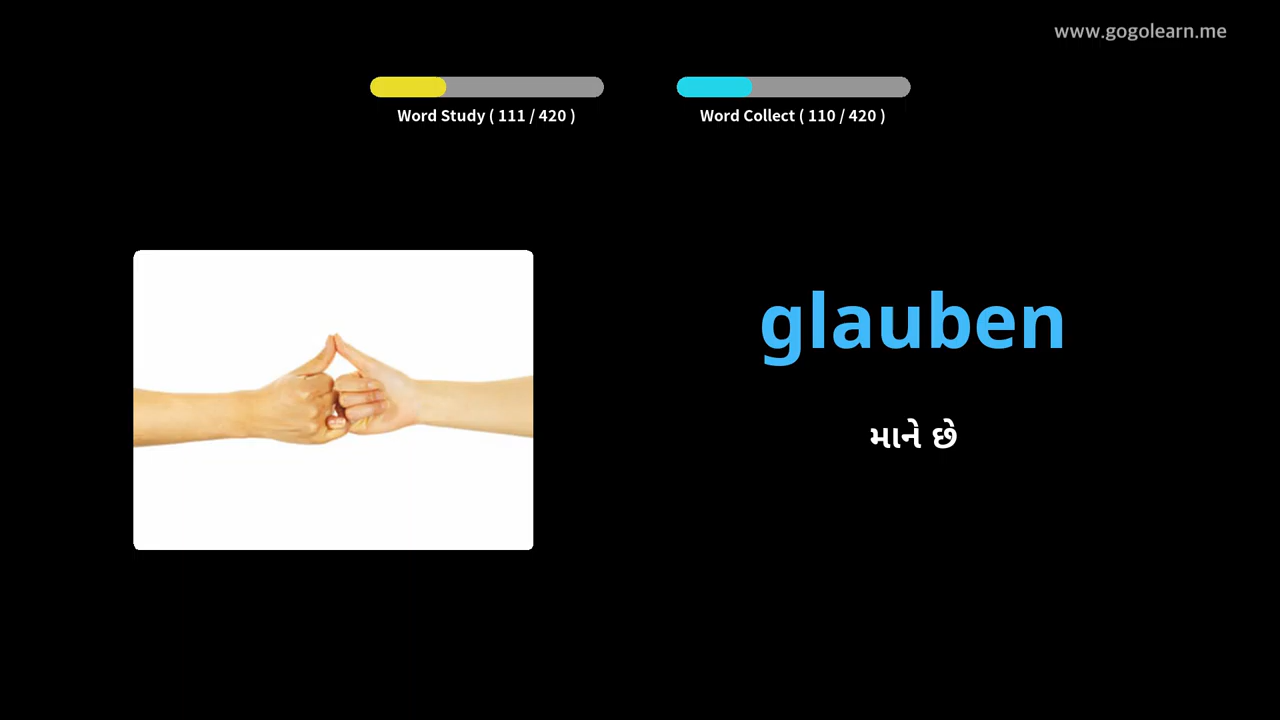 www.gogolearn.me
Word Study ( 111 / 420 )
Word Collect ( 110 / 420 )
glauben
માને છે